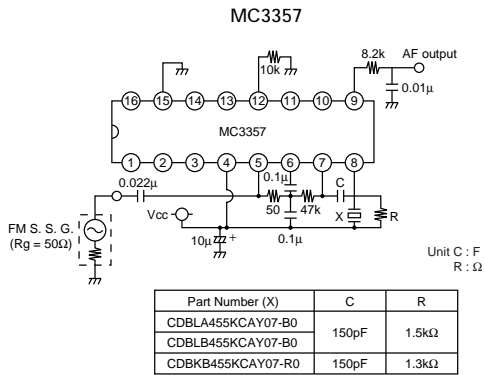 MC3357
8.2k AF output
10k
0.01μ
16 15 14 13 12 11 10 9
MC3357
1 2 3 4 5 6 7 8
0.1μ
0.022μ
C
50 47k
X R
FM S. S. G.
(Rg = 50Ω)
Vcc
10μ +
0.1μ
Unit C : F
R : Ω
Part Number (X) C R
CDBLA455KCAY07-B0
150pF 1.5kΩ
CDBLB455KCAY07-B0
CDBKB455KCAY07-R0 150pF 1.3kΩ